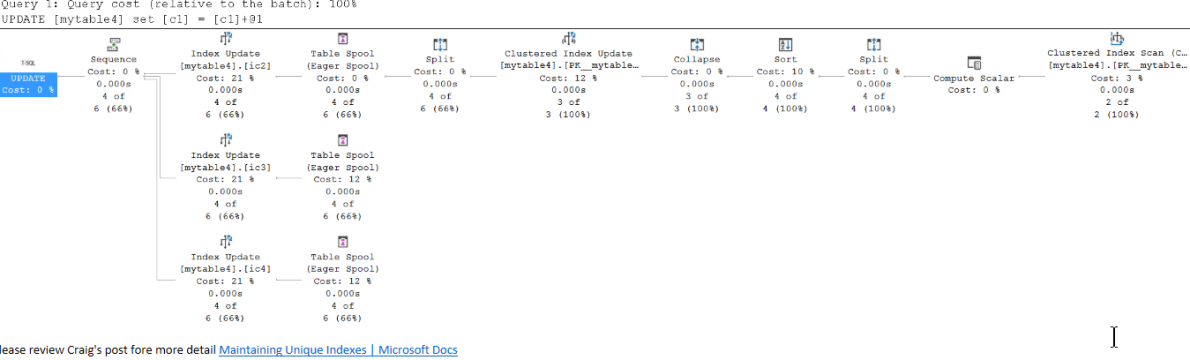 Query 1: Query cost (relative to the batch): 100%
UPDATE [mytable4] set [c1] = [c1]+@1
T-SQL
UPDATE
Cost: 0 %
Sequence
Cost: 0 %
0.000s
4 of
6 (66%)
Index Update
[mytable4].[ic2]
Cost: 21 %
0.000s
4 of
6 (66%)
Table Spool
(Eager Spool)
Cost: 0 %
0.000s
4 of
6 (66%)
Split
Cost: 0 %
0.000s
4 of
6 (66%)
Clustered Index Update
[mytable4].[PK__mytable…
Cost: 12 %
0.000s
3 of
3 (100%)
Collapse
Cost: 0 %
0.000s
3 of
3 (100%)
Sort
Cost: 10 %
0.000s
4 of
4 (100%)
Split
Cost: 0 %
0.000s
4 of
4 (100%)
Compute Scalar
Cost: 0 %
Clustered Index Scan (C…
[mytable4].[PK__mytable…
Cost: 3 %
0.000s
2 of
2 (100%)
Index Update
[mytable4].[ic3]
Cost: 21 %
0.000s
4 of
6 (66%)
Table Spool
(Eager Spool)
Cost: 12 %
0.000s
4 of
6 (66%)
Index Update
[mytable4].[ic4]
Cost: 21 %
0.000s
4 of
6 (66%)
Table Spool
(Eager Spool)
Cost: 12 %
0.000s
4 of
6 (66%)
lease review Craig's post fore more detail Maintaining Unique Indexes | Microsoft Docs